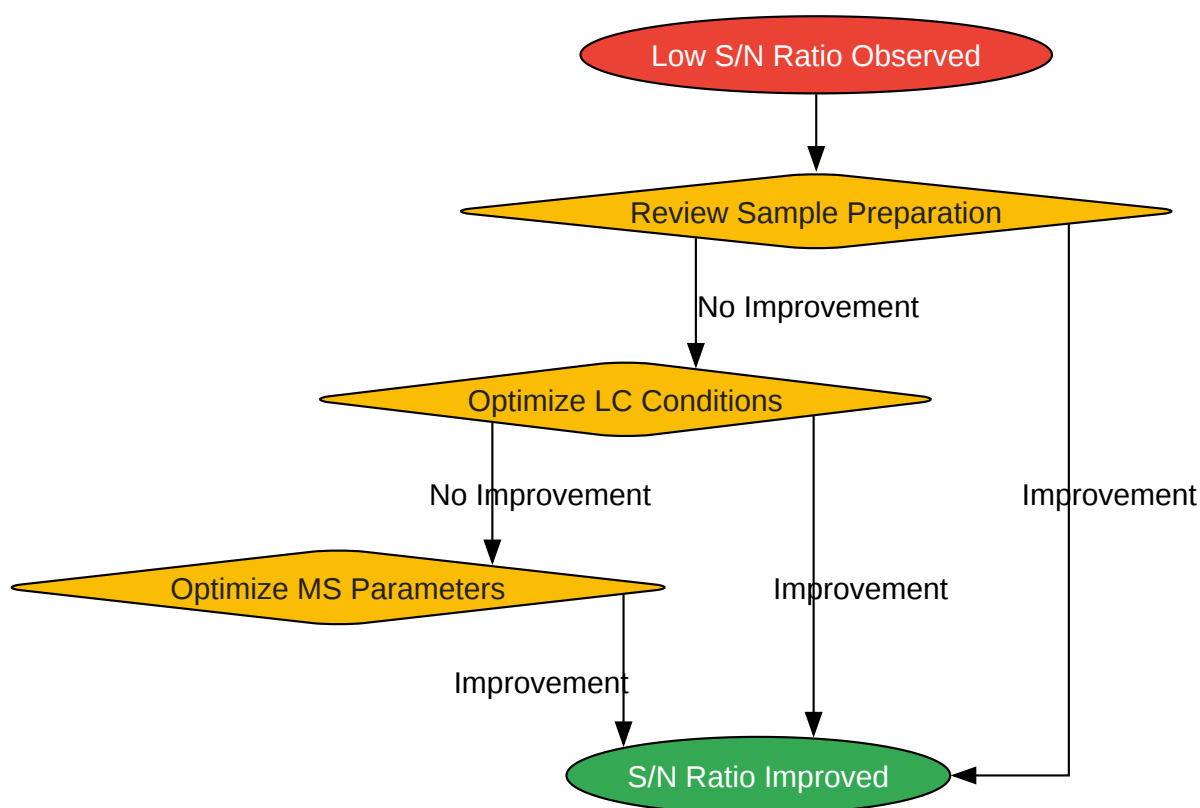 Low S/N Ratio Observed
Review Sample Preparation
No Improvement
Optimize LC Conditions
No Improvement
Improvement
Optimize MS Parameters
Improvement
Improvement
S/N Ratio Improved